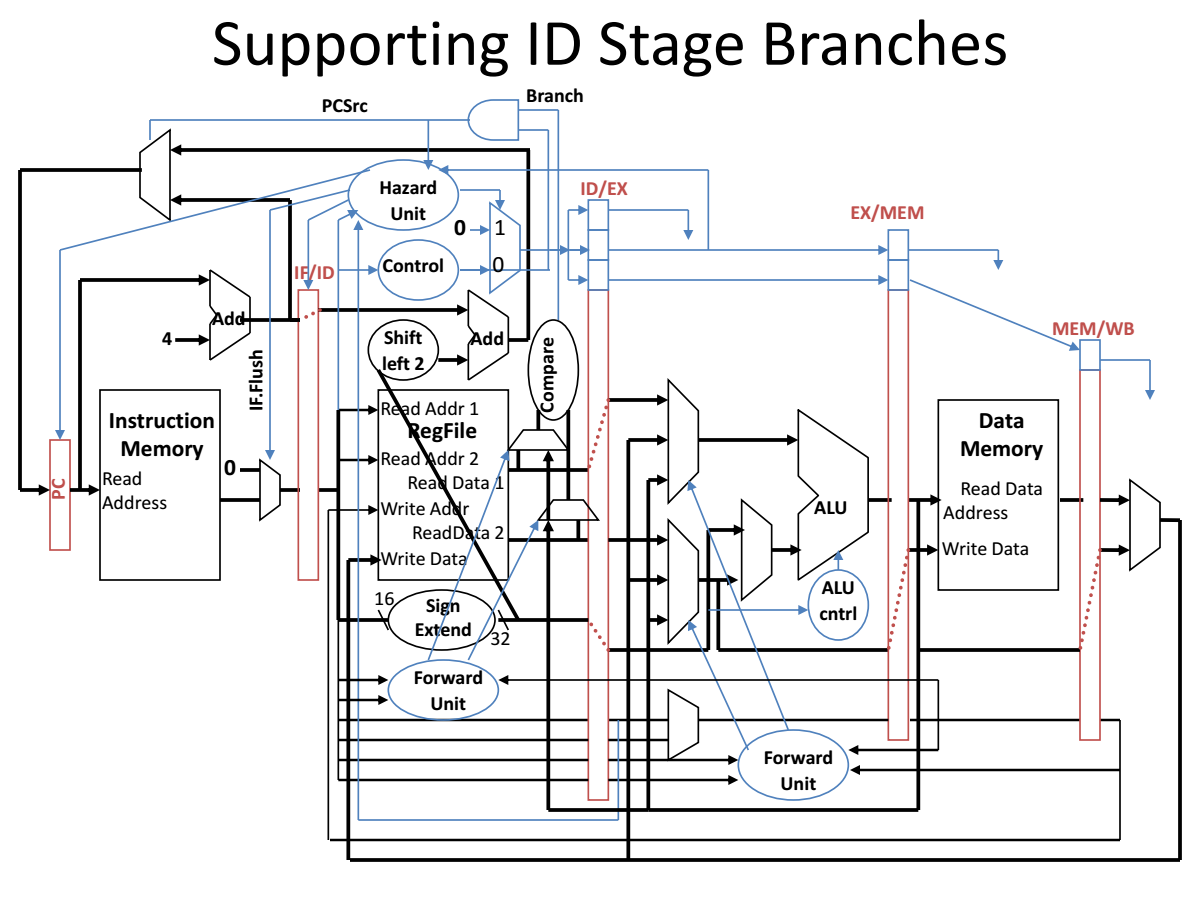 Supporting ID Stage Branches
Branch
PCSrc
Hazard
Unit
ID/EX
EX/MEM
0
1
Control
0
IF/ID
Add
4
Shift
left 2
Add
MEM/WB
IF.Flush
Compare
Instruction
Memory
Read
Address
PC
0
Read Addr 1
RegFile
Read Addr 2
Read Data 1
Write Addr
ReadData 2
Write Data
16
Sign
Extend
32
ALU
ALU
cntrl
Data
Memory
Read Data
Address
Write Data
Forward
Unit
Forward
Unit